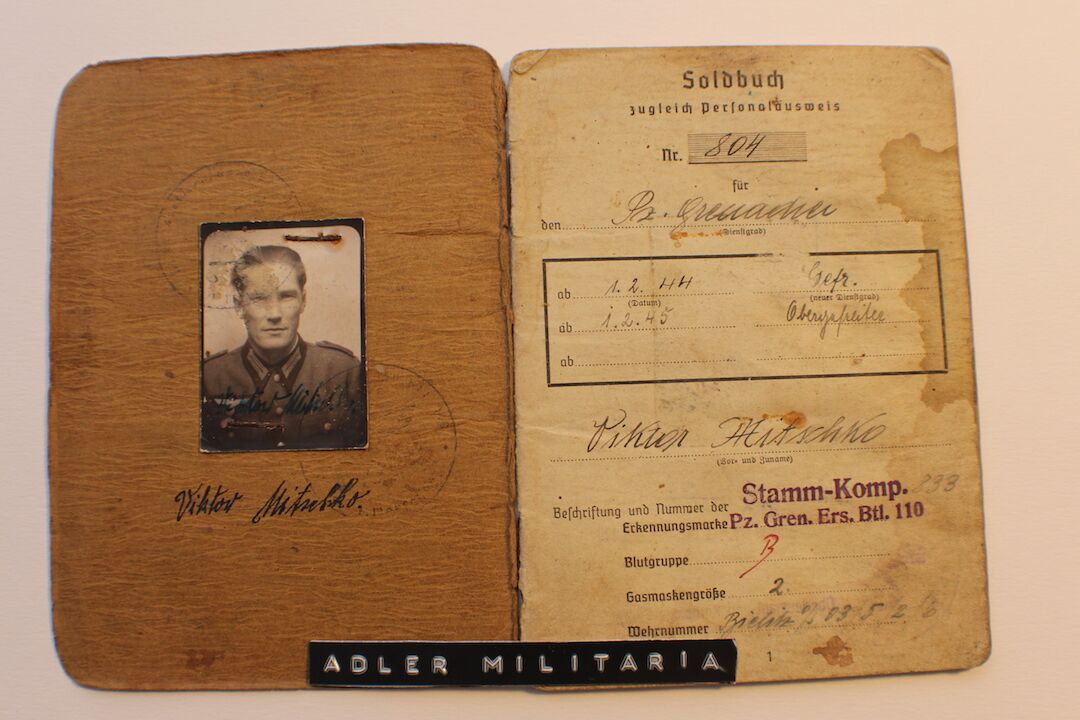 Viktor Mitschko.
Soldbuch
zugleich Personalausweis
Nr. 804
für
den Pz. Grenadier
(Dienstgrad)
ab 1.2.44 Gefr.
(Datum) (neuer Dienstgrad)
ab 1.2.45 Obergefreiter
ab
Viktor Mitschko
(Vor- und Zuname)
Beschriftung und Nummer der Erkennungsmarke
Stamm-Komp. 233
Pz. Gren. Ers. Btl. 110
Blutgruppe B
Gasmaskengröße 2.
Wehrnummer Bielitz
1
ADLER MILITARIA